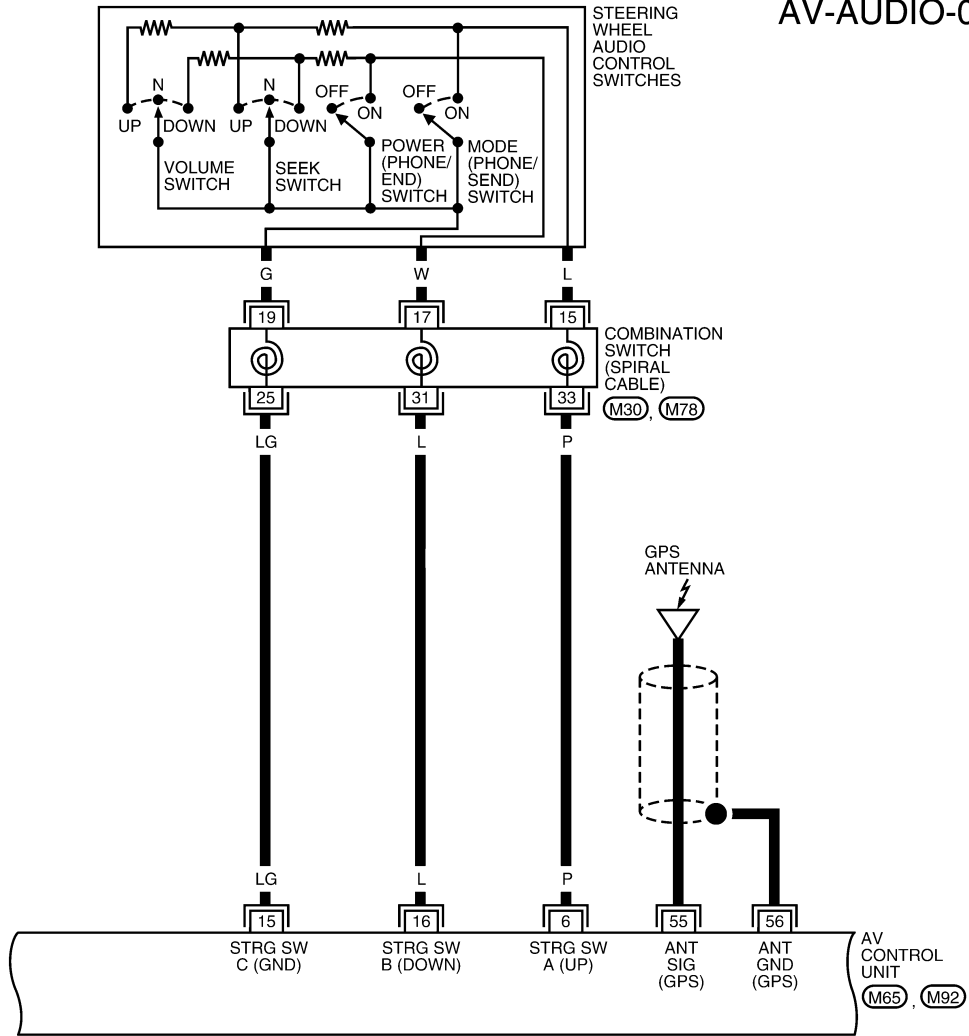 AV-AUDIO-0
STEERING
WHEEL
AUDIO
CONTROL
SWITCHES
N
N
OFF
OFF
UP
DOWN
UP
DOWN
ON
ON
VOLUME
SWITCH
SEEK
SWITCH
POWER
(PHONE/
END)
SWITCH
MODE
(PHONE/
SEND)
SWITCH
G
W
L
19
17
15
COMBINATION
SWITCH
(SPIRAL
CABLE)
M30, M78
25
31
33
LG
L
P
GPS
ANTENNA
LG
L
P
15
16
6
55
56
STRG SW
C (GND)
STRG SW
B (DOWN)
STRG SW
A (UP)
ANT
SIG
(GPS)
ANT
GND
(GPS)
AV
CONTROL
UNIT
M65, M92